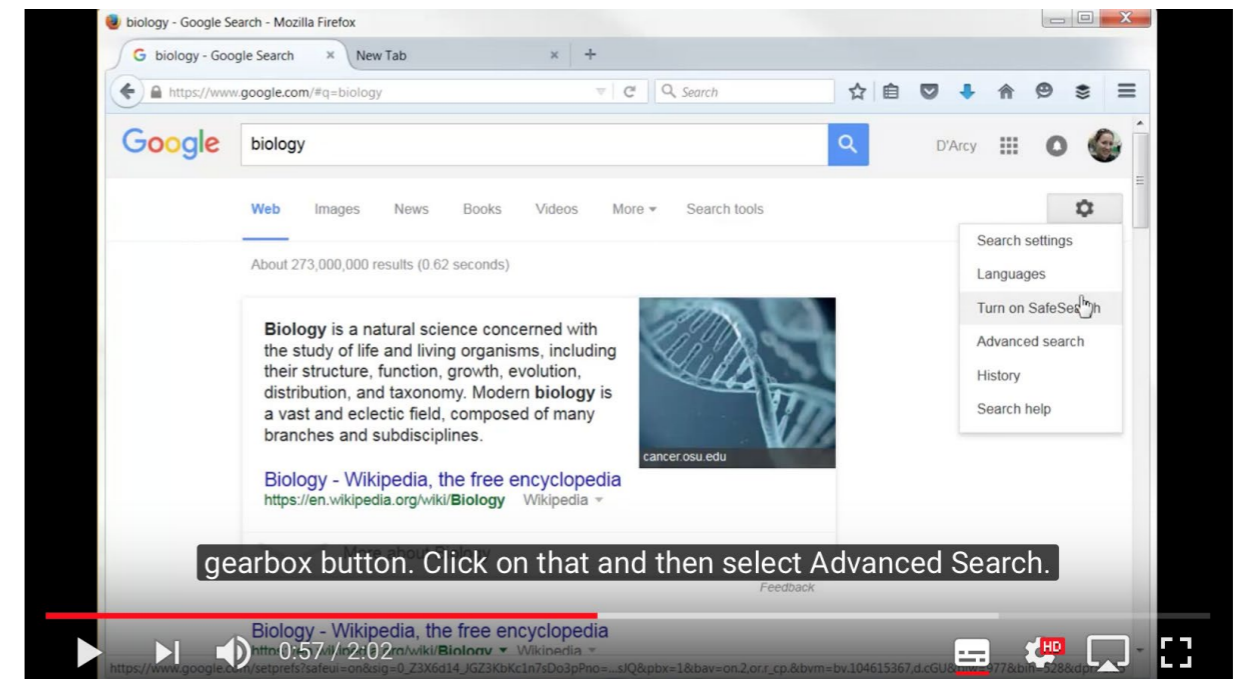 biology - Google Search - Mozilla Firefox
G biology - Google Search × New Tab × +
https://www.google.com/#q=biology Search
Google biology D'Arcy
Web Images News Books Videos More Search tools
About 273,000,000 results (0.62 seconds)
Search settings
Languages
Turn on SafeSearch
Advanced search
History
Search help
Biology is a natural science concerned with
the study of life and living organisms, including
their structure, function, growth, evolution,
distribution, and taxonomy. Modern biology is
a vast and eclectic field, composed of many
branches and subdisciplines.
cancer.osu.edu
Biology - Wikipedia, the free encyclopedia
https://en.wikipedia.org/wiki/Biology Wikipedia
gearbox button. Click on that and then select Advanced Search.
Feedback
Biology - Wikipedia, the free encyclopedia
0:57 / 2:02
Wikipedia
HD